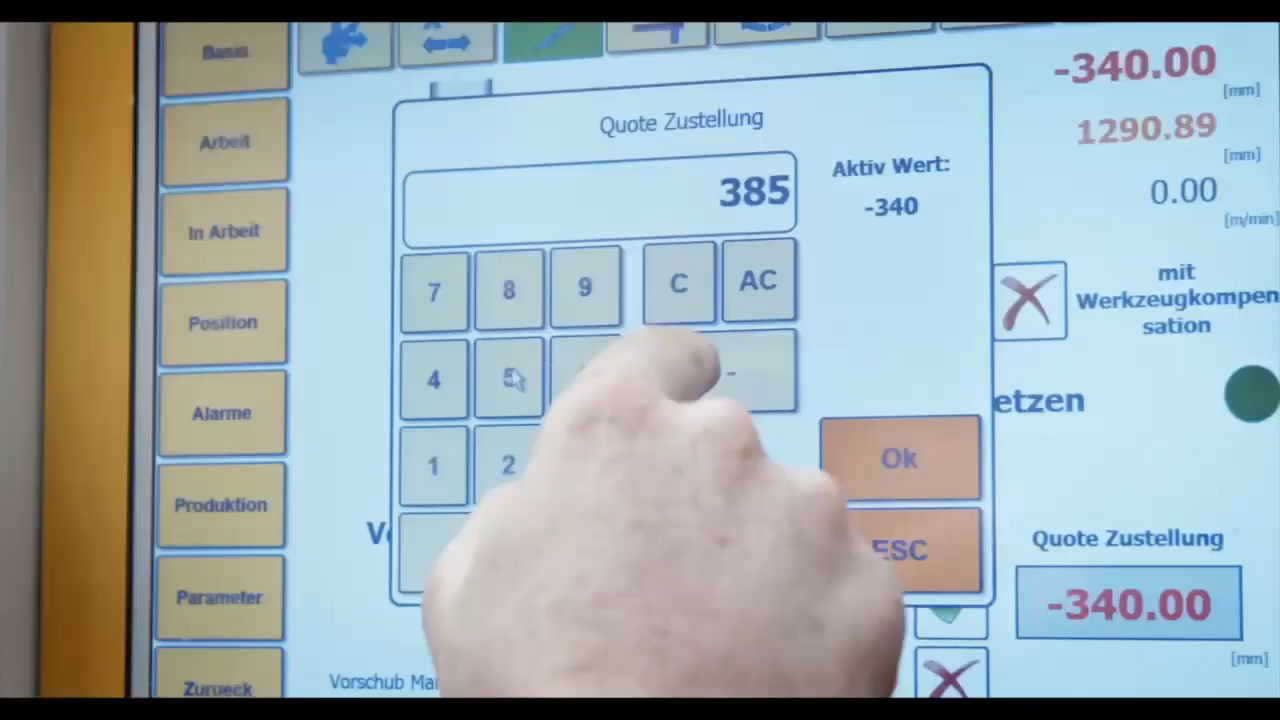 Basis
Arbeit
In Arbeit
Position
Alarme
Produktion
Parameter
Zurueck
Quote Zustellung
385
Aktiv Wert:
-340
7
8
9
C
AC
4
5
-
1
2
Ok
ESC
-340.00
[mm]
1290.89
[mm]
0.00
[m/min]
mit
Werkzeugkompen
sation
etzen
Quote Zustellung
-340.00
[mm]
Vorschub